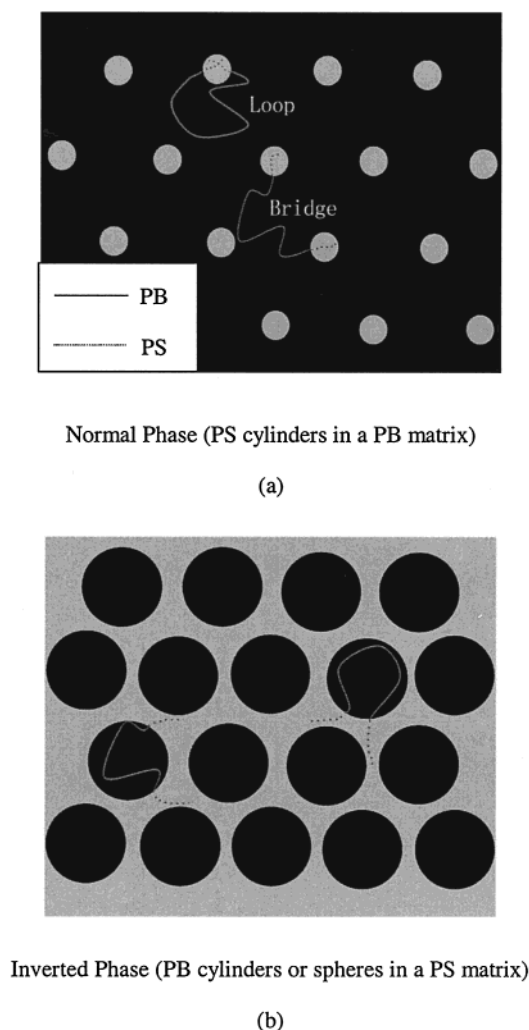 Loop
Bridge
PB
PS
Normal Phase (PS cylinders in a PB matrix)
(a)
Inverted Phase (PB cylinders or spheres in a PS matrix)
(b)